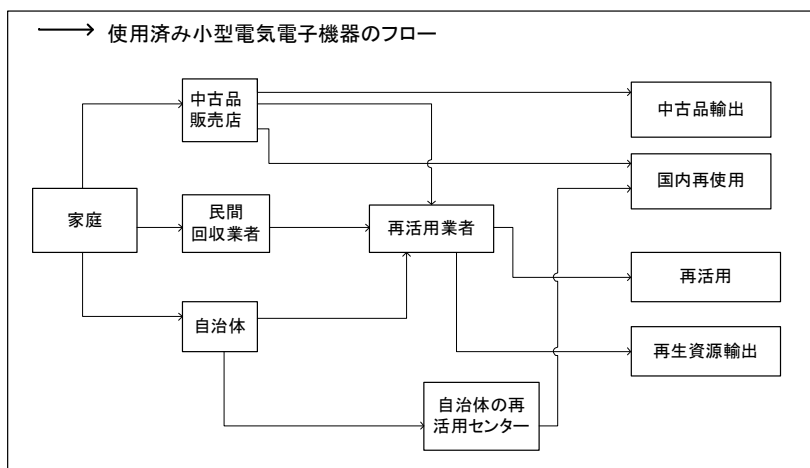 使用済み小型電気電子機器のフロー
中古品
販売店
中古品輸出
国内再使用
家庭
民間
回収業者
再活用業者
再活用
自治体
再生資源輸出
自治体の再
活用センター